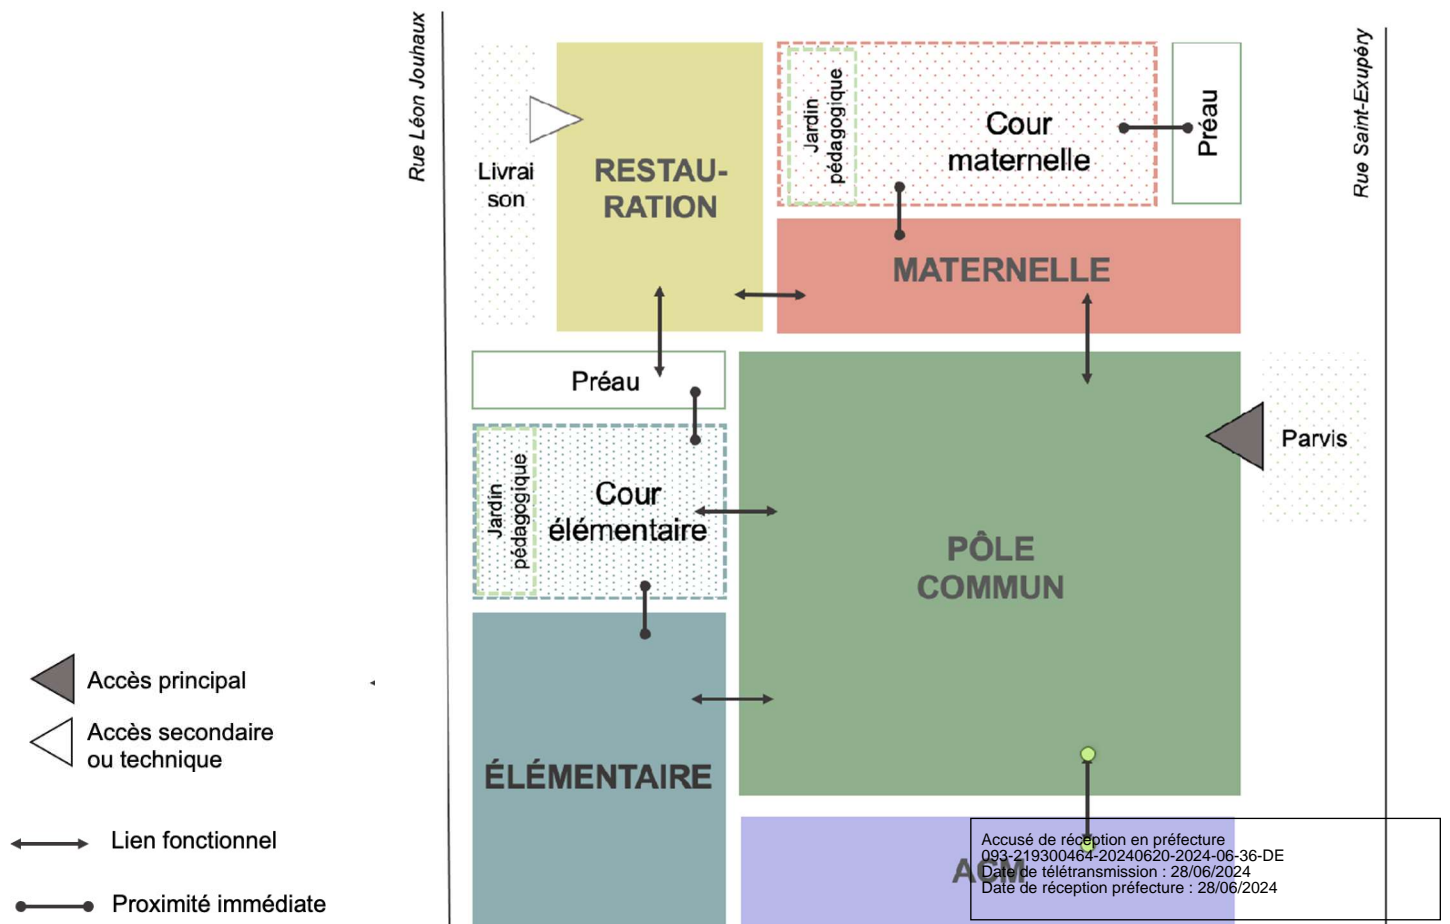 Rue Léon Jouhaux
Livrai
son
RESTAU-
RATION
Jardin
pédagogique
Cour
maternelle
Préau
Rue Saint-Exupéry
MATERNELLE
Préau
Parvis
Jardin
pédagogique
Cour
élémentaire
PÔLE
COMMUN
ÉLÉMENTAIRE
ACM
Accès principal
Accès secondaire
ou technique
Lien fonctionnel
Proximité immédiate
Accusé de réception en préfecture
093-219300464-20240620-2024-06-36-DE
Date de télétransmission : 28/06/2024
Date de réception préfecture : 28/06/2024